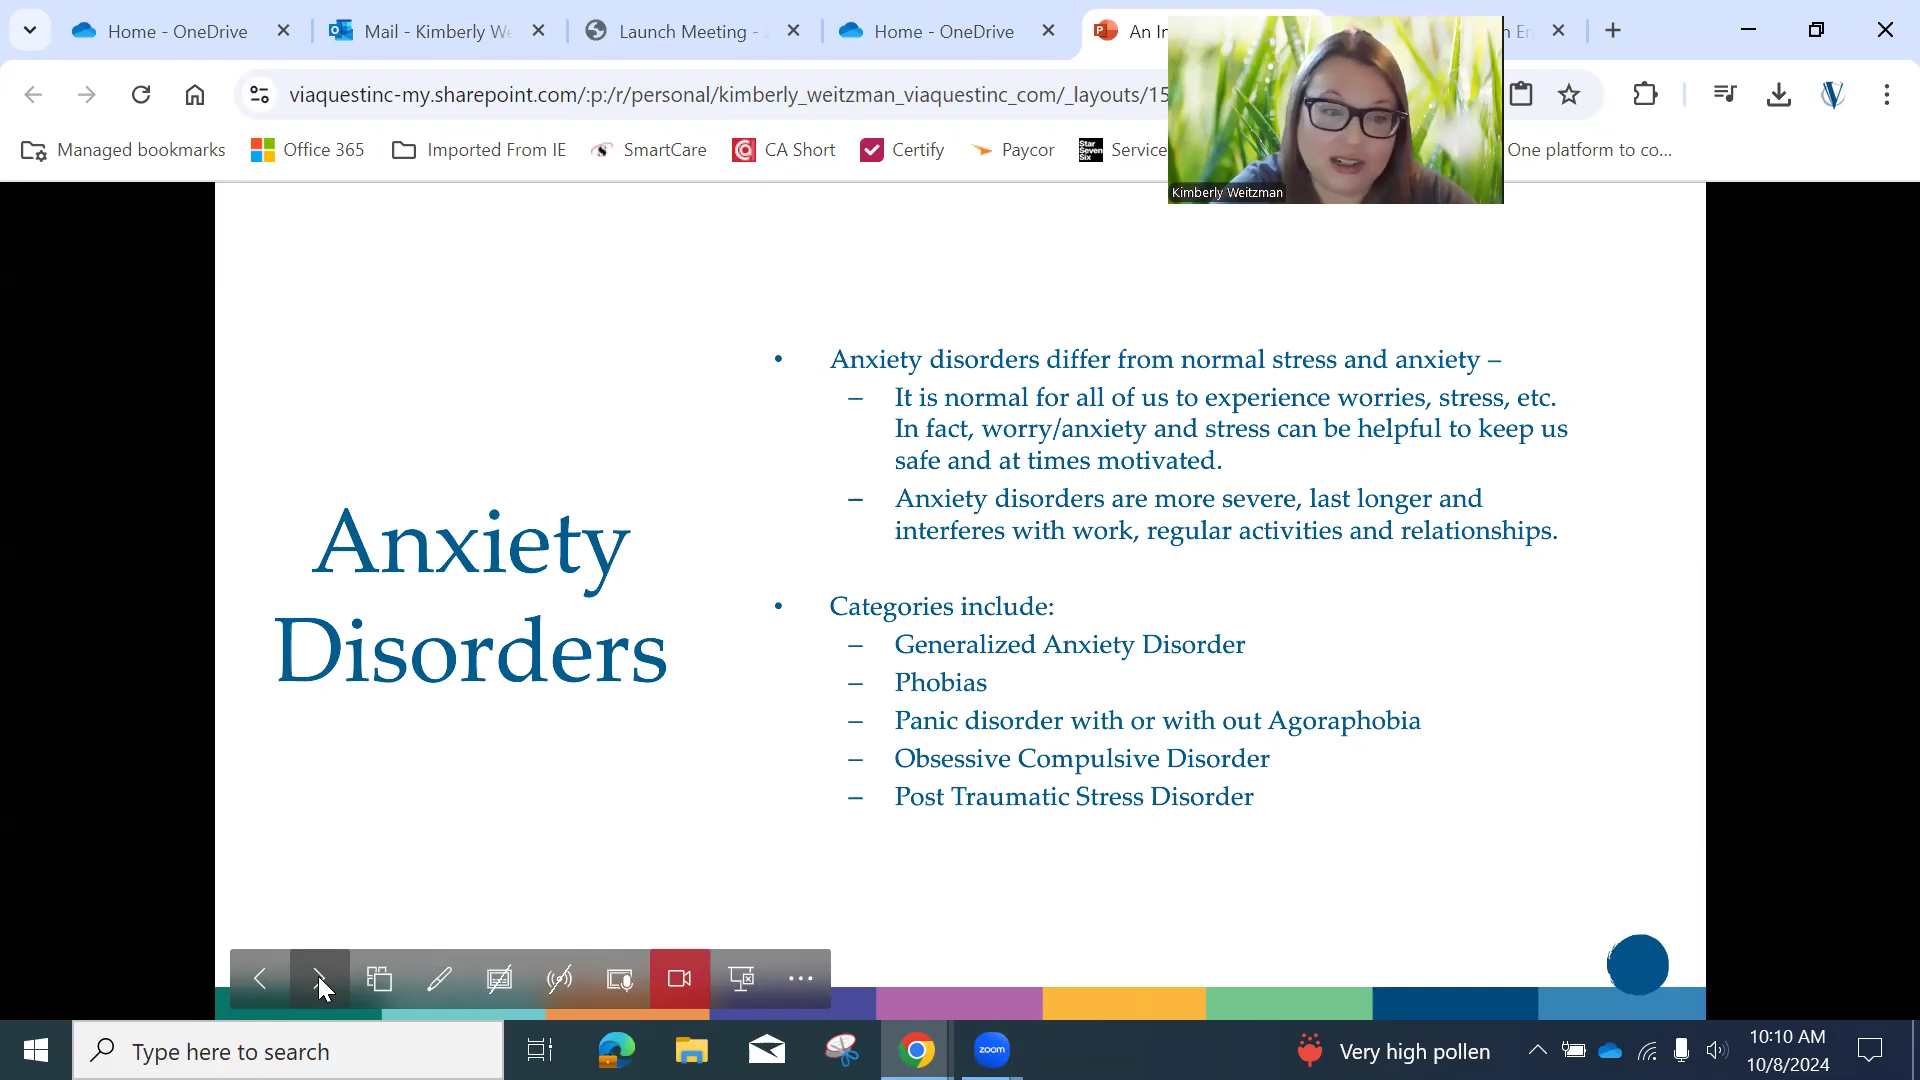 Home - OneDrive
Mail - Kimberly We
Launch Meeting -
Home - OneDrive
An In
viaquestinc-my.sharepoint.com/:p:/r/personal/kimberly_weitzman_viaquestinc_com/_layouts/15
Managed bookmarks
Office 365
Imported From IE
SmartCare
CA Short
Certify
Paycor
Star Seven Six
Service
One platform to co...
Kimberly Weitzman
Anxiety
Disorders
• Anxiety disorders differ from normal stress and anxiety –
– It is normal for all of us to experience worries, stress, etc.
In fact, worry/anxiety and stress can be helpful to keep us
safe and at times motivated.
– Anxiety disorders are more severe, last longer and
interferes with work, regular activities and relationships.
• Categories include:
– Generalized Anxiety Disorder
– Phobias
– Panic disorder with or with out Agoraphobia
– Obsessive Compulsive Disorder
– Post Traumatic Stress Disorder
Type here to search
zoom
Very high pollen
10:10 AM
10/8/2024